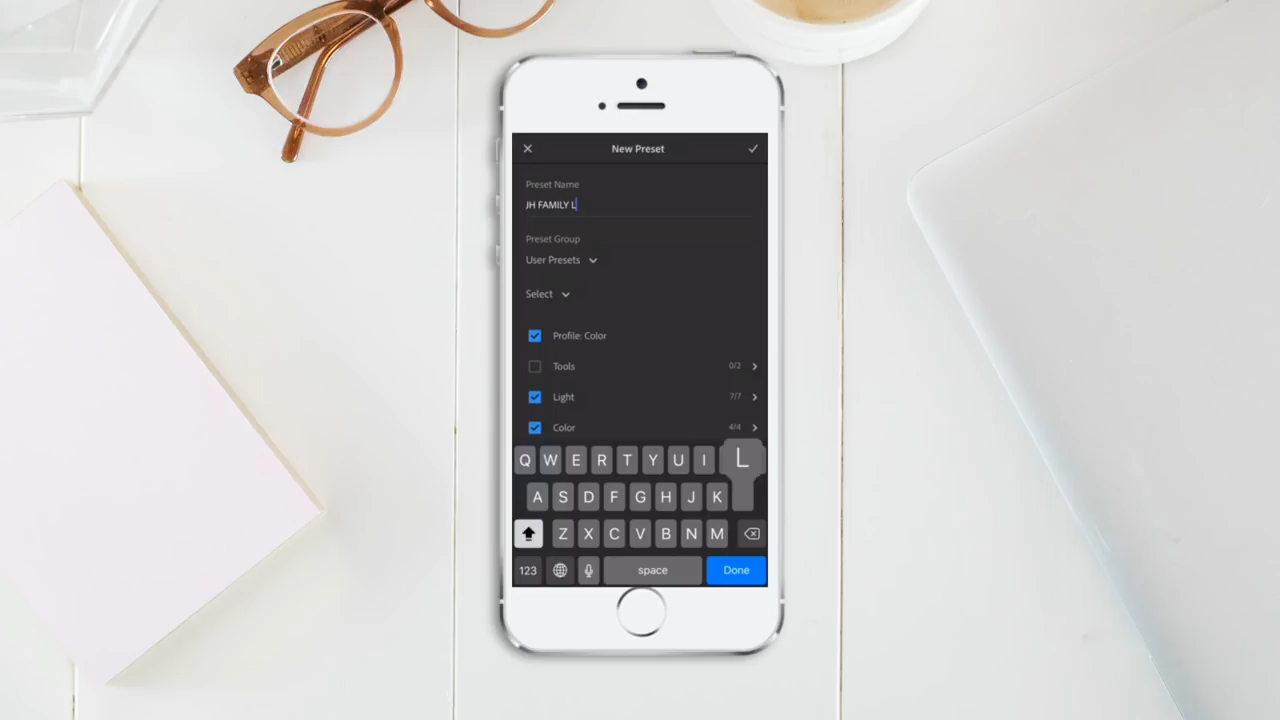 New Preset
Preset Name
JH FAMILY L
Preset Group
User Presets
Select
Profile: Color
Tools 0/2
Light 7/7
Color 4/4
Q W E R T Y U I L
A S D F G H J K
Z X C V B N M
123 space Done